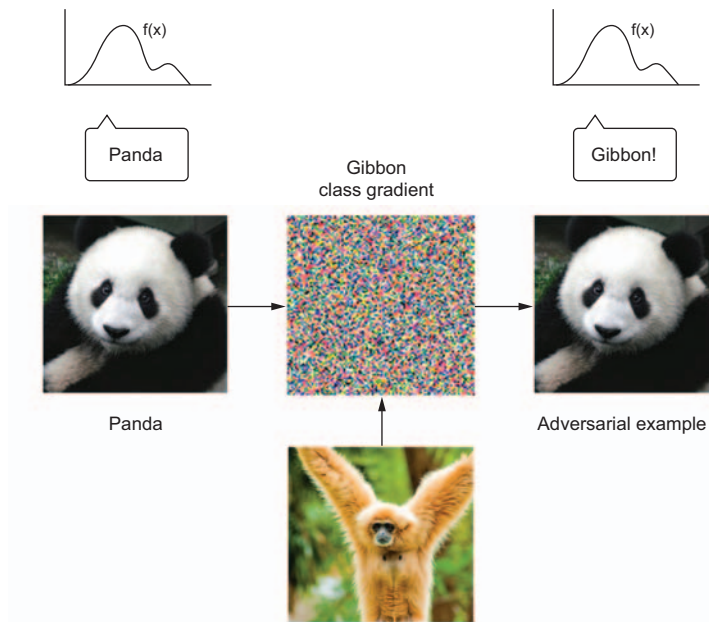 f(x)
f(x)
Panda
Gibbon!
Gibbon
class gradient
Panda
Adversarial example